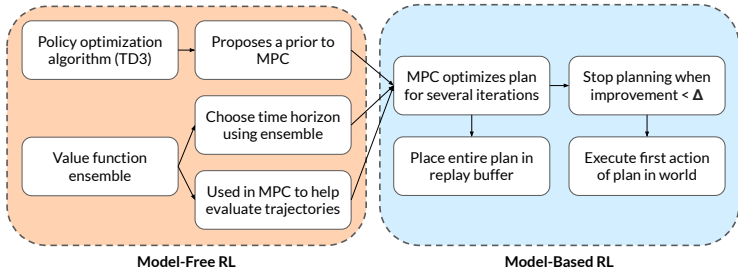 Policy optimization
algorithm (TD3)
Proposes a prior to
MPC
Choose time horizon
using ensemble
Value function
ensemble
Used in MPC to help
evaluate trajectories
Model-Free RL
MPC optimizes plan
for several iterations
Stop planning when
improvement < Δ
Place entire plan in
replay buffer
Execute first action
of plan in world
Model-Based RL